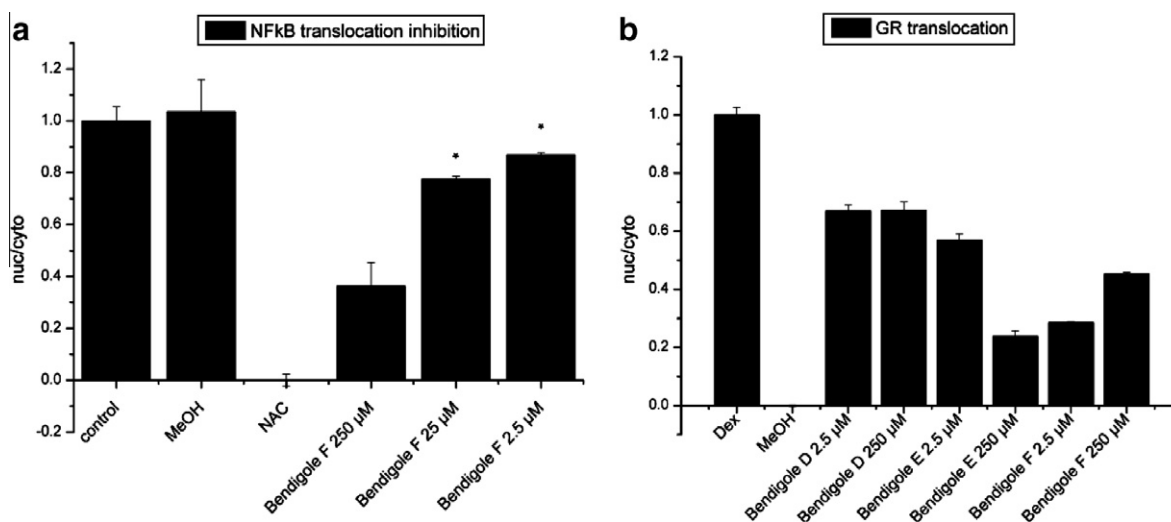 a
NFkB translocation inhibition
nuc/cyto
1.2
1.0
0.8
0.6
0.4
0.2
0.0
-0.2
*
*
control
MeOH
NAC
Bendigole F 250 µM
Bendigole F 25 µM
Bendigole F 2.5 µM
b
GR translocation
nuc/cyto
1.2
1.0
0.8
0.6
0.4
0.2
0.0
Dex
MeOH
Bendigole D 2.5 µM
Bendigole D 250 µM
Bendigole E 2.5 µM
Bendigole E 250 µM
Bendigole F 2.5 µM
Bendigole F 250 µM